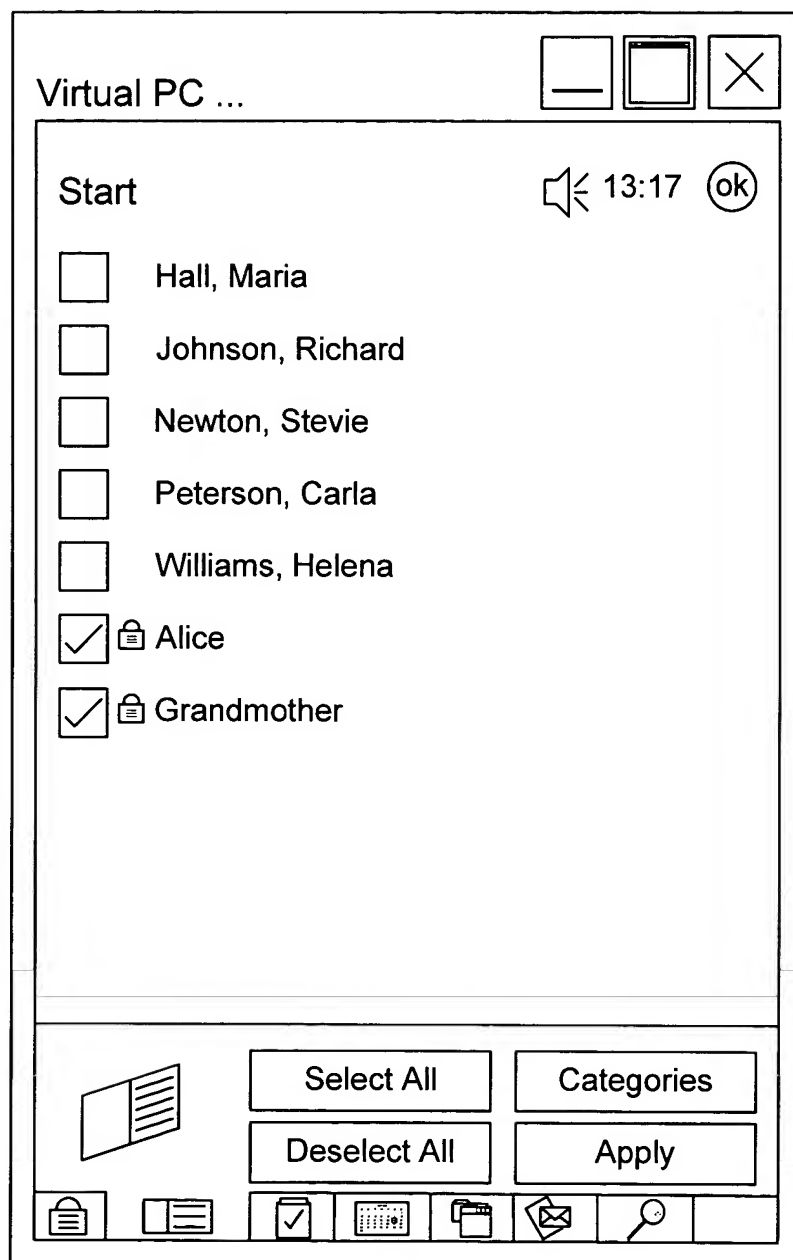 Virtual PC ...
Start 13:17 ok
Hall, Maria
Johnson, Richard
Newton, Stevie
Peterson, Carla
Williams, Helena
Alice
Grandmother
Select All Categories
Deselect All Apply